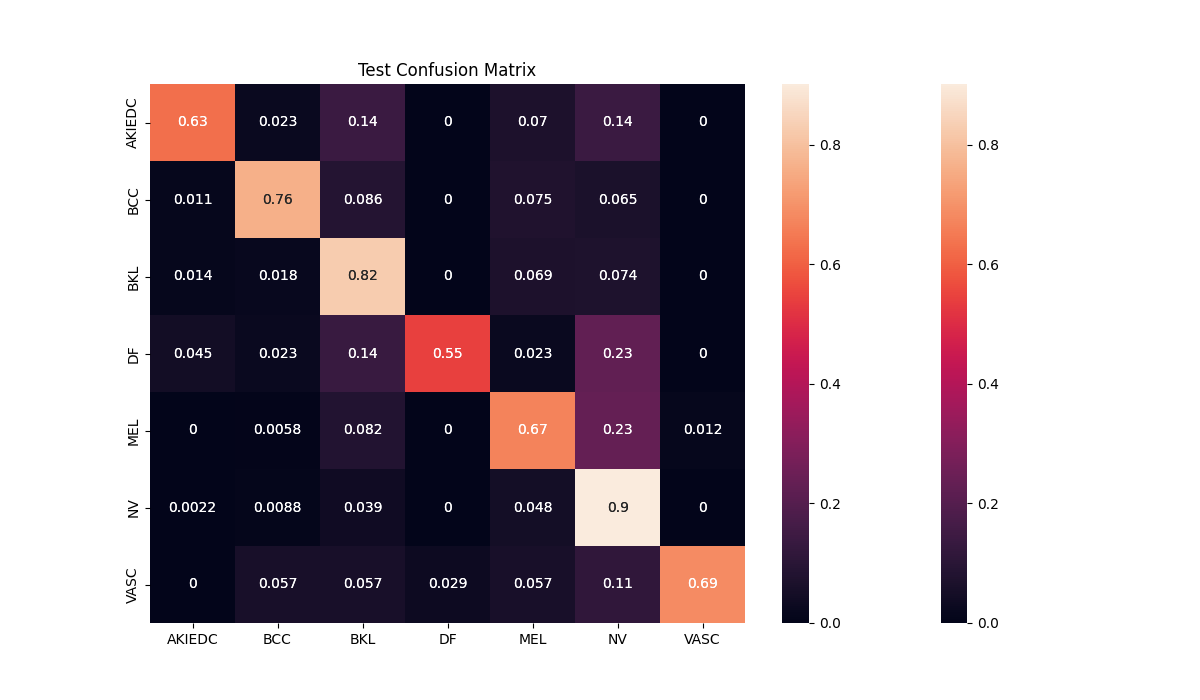 Test Confusion Matrix
AKIEDC 0.63 0.023 0.14 0 0.07 0.14 0
BCC 0.011 0.76 0.086 0 0.075 0.065 0
BKL 0.014 0.018 0.82 0 0.069 0.074 0
DF 0.045 0.023 0.14 0.55 0.023 0.23 0
MEL 0 0.0058 0.082 0 0.67 0.23 0.012
NV 0.0022 0.0088 0.039 0 0.048 0.9 0
VASC 0 0.057 0.057 0.029 0.057 0.11 0.69
AKIEDC BCC BKL DF MEL NV VASC
0.8
0.6
0.4
0.2
0.0
0.8
0.6
0.4
0.2
0.0